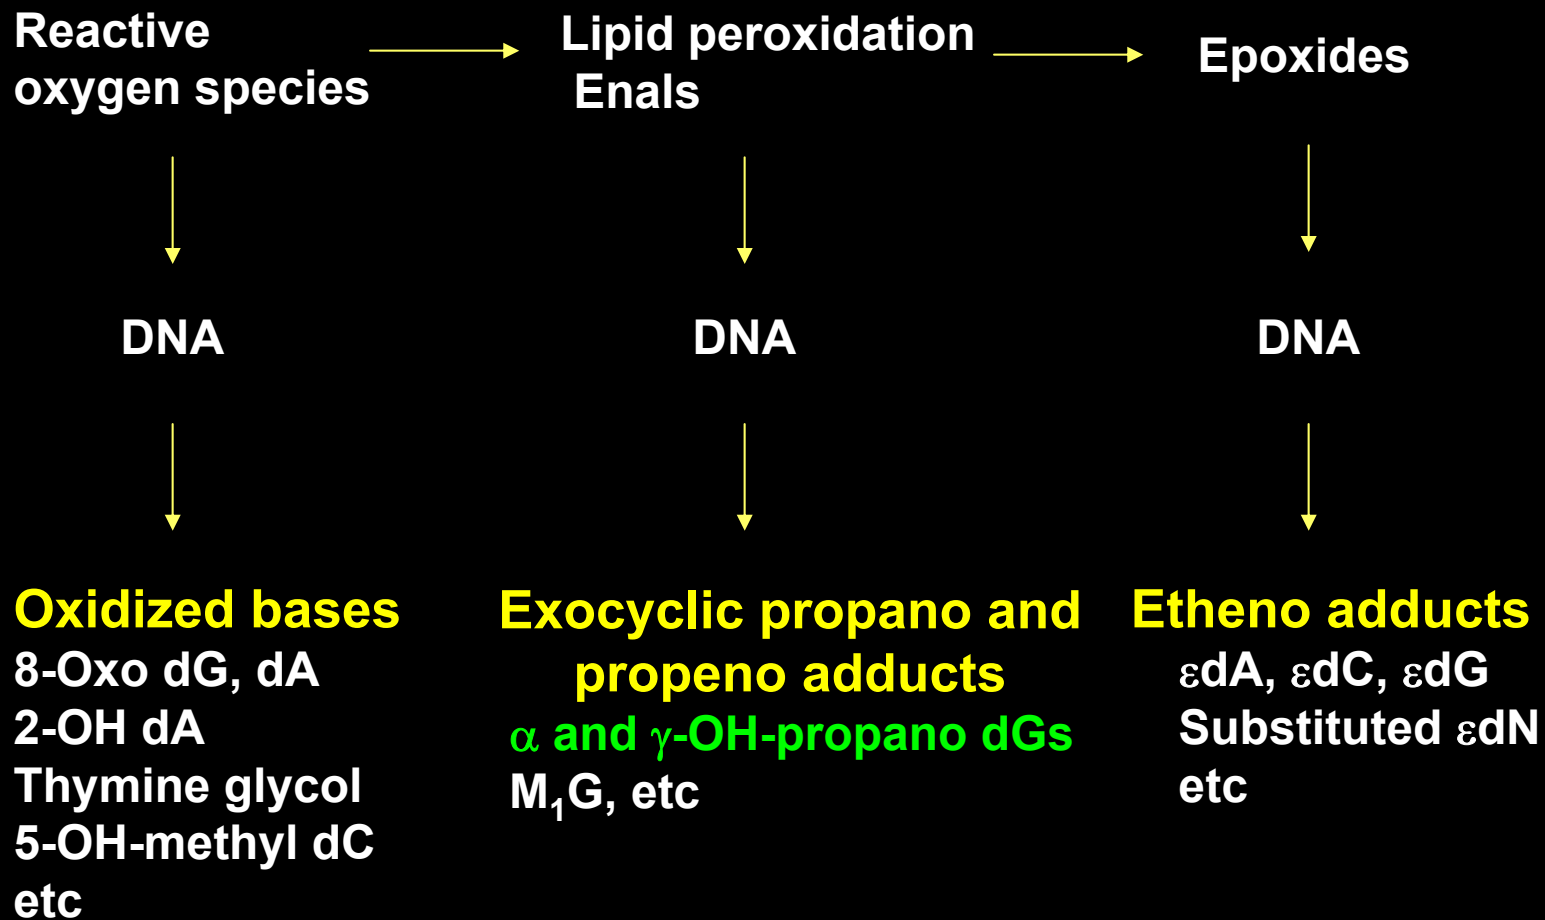 Reactive
oxygen species
Lipid peroxidation
Enals
Epoxides
DNA
DNA
DNA
Oxidized bases
8-Oxo dG, dA
2-OH dA
Thymine glycol
5-OH-methyl dC
etc
Exocyclic propano and
propeno adducts
α and γ-OH-propano dGs
M₁G, etc
Etheno adducts
εdA, εdC, εdG
Substituted εdN
etc